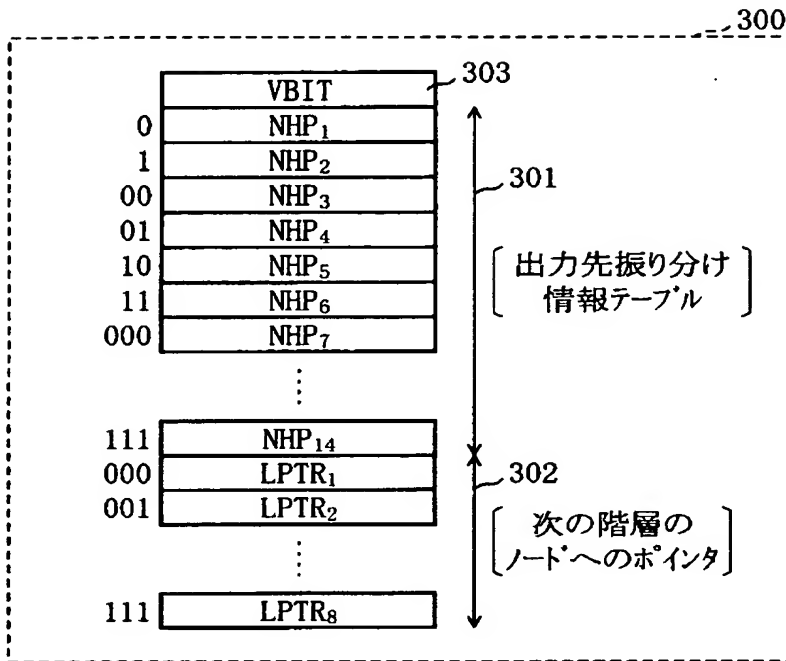 300
VBIT 303
0 NHP₁
1 NHP₂
00 NHP₃
01 NHP₄
10 NHP₅
11 NHP₆
000 NHP₇
301
出力先振り分け
情報テーブル
111 NHP₁₄
000 LPTR₁
001 LPTR₂
111 LPTR₈
302
次の階層の
ノードへのポインタ